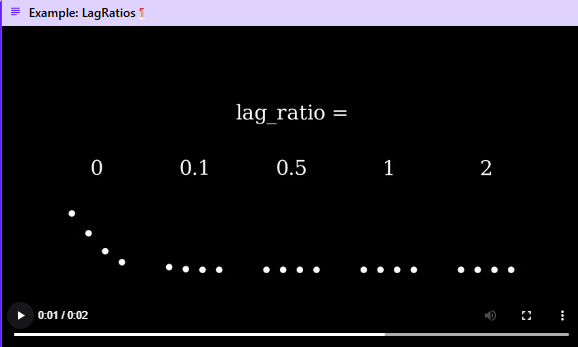 Example: LagRatios ¶
lag_ratio =
0 0.1 0.5 1 2
0:01 / 0:02